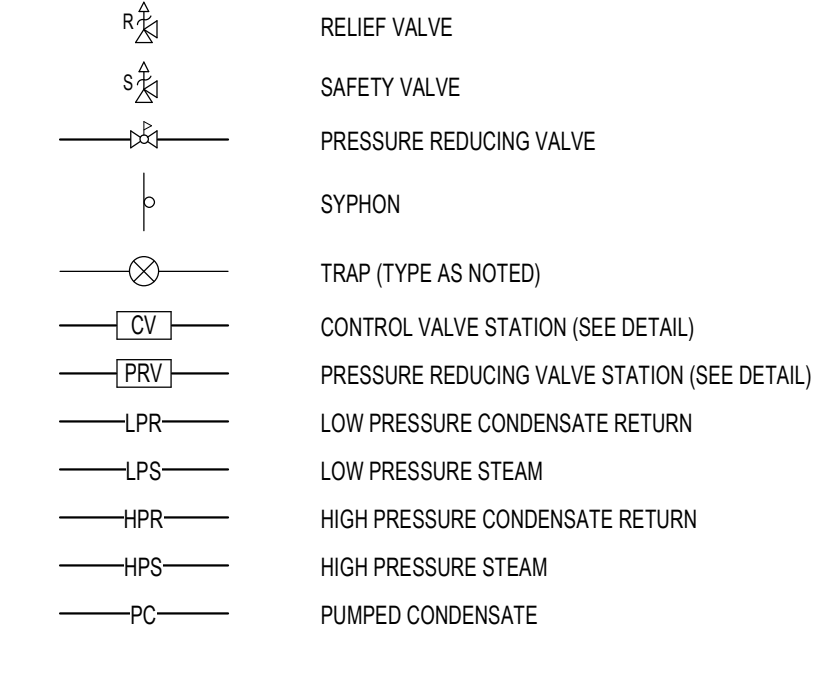 R RELIEF VALVE
S SAFETY VALVE
PRESSURE REDUCING VALVE
SYPHON
TRAP (TYPE AS NOTED)
CV CONTROL VALVE STATION (SEE DETAIL)
PRV PRESSURE REDUCING VALVE STATION (SEE DETAIL)
LPR LOW PRESSURE CONDENSATE RETURN
LPS LOW PRESSURE STEAM
HPR HIGH PRESSURE CONDENSATE RETURN
HPS HIGH PRESSURE STEAM
PC PUMPED CONDENSATE